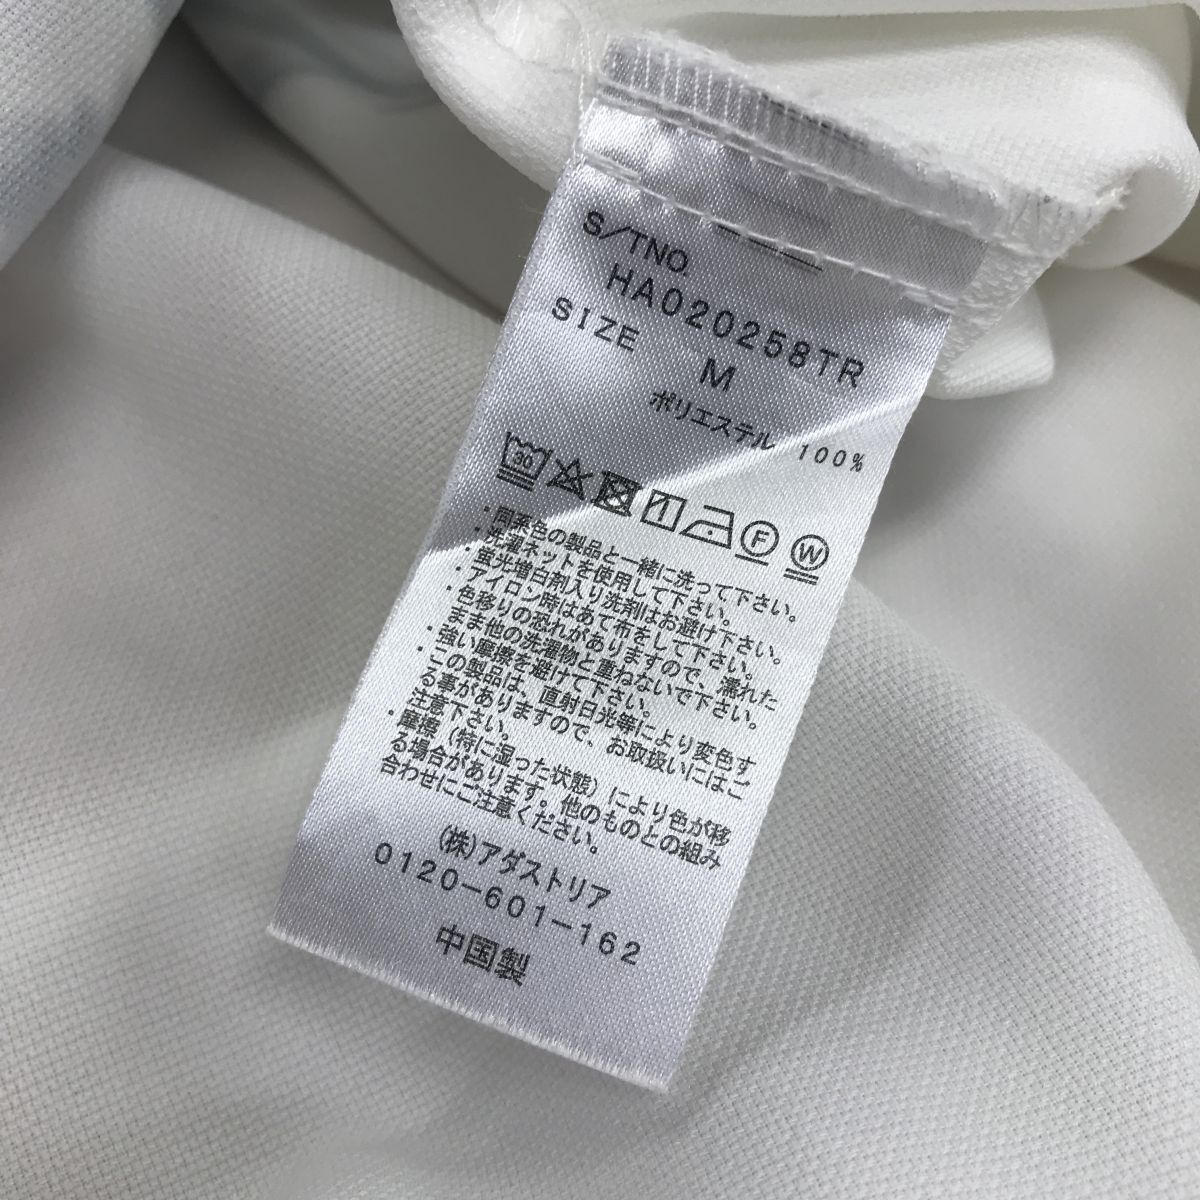 S/TNO.
HA020258TR
SIZE
M
ポリエステル 100%
30
F
W
・同系色の製品と一緒に洗って下さい。
・洗濯ネットを使用して下さい。
・蛍光増白剤入り洗剤はお避け下さい。
・アイロン時はあて布をして下さい。
・色移りの恐れがありますので、濡れた
まま他の洗濯物と重ねないで下さい。
・強い摩擦を避けて下さい。
・この製品は、直射日光等により変色す
る事がありますので、お取扱いにはご
注意下さい。
・摩擦（特に湿った状態）により色が移
る場合があります。他のものとの組み
合わせにご注意ください。
(株)アダストリア
0120-601-162
中国製